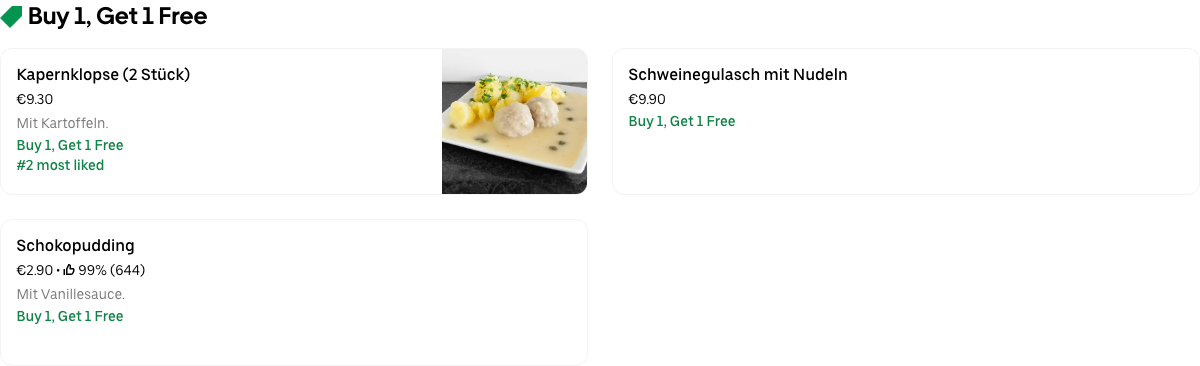 Buy 1, Get 1 Free
Kapernklopse (2 Stück)
€9.30
Mit Kartoffeln.
Buy 1, Get 1 Free
#2 most liked
Schweinegulasch mit Nudeln
€9.90
Buy 1, Get 1 Free
Schokopudding
€2.90 • 99% (644)
Mit Vanillesauce.
Buy 1, Get 1 Free